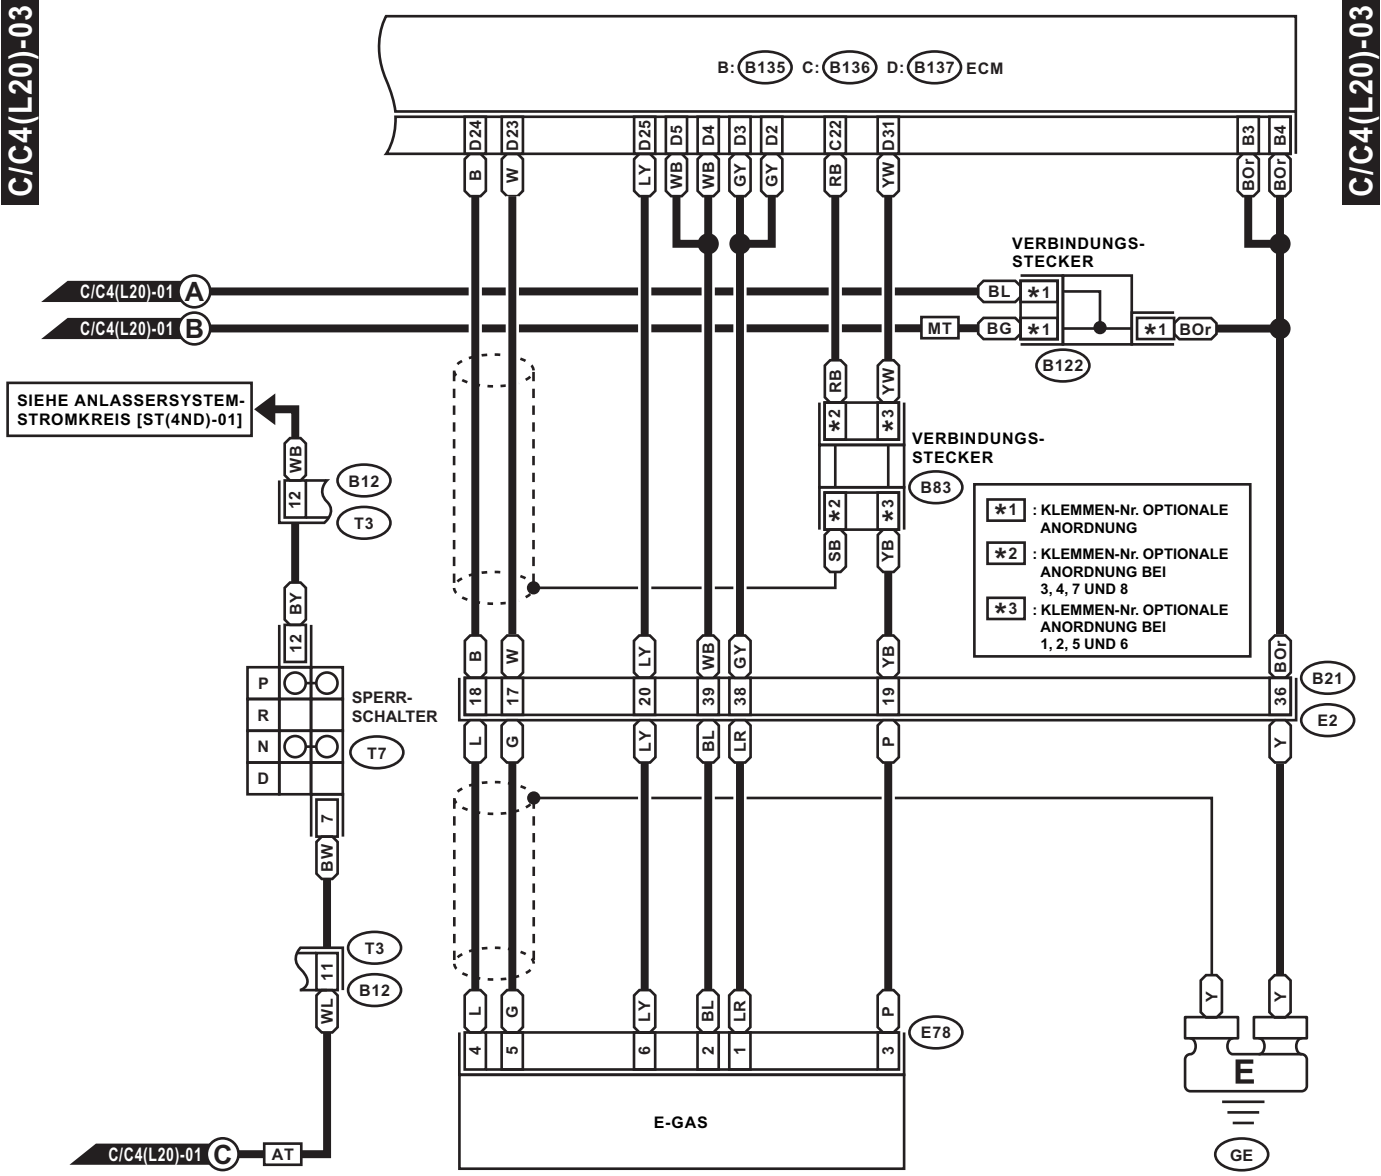 C/C4(L20)-03
C/C4(L20)-03
B: B135 C: B136 D: B137 ECM
D24 D23 D25 D5 D4 D3 D2 C22 D31 B3 B4
B W LY WB WB GY GY RB YW BOr BOr
VERBINDUNGS-
STECKER
C/C4(L20)-01 A BL *1
C/C4(L20)-01 B MT BG *1 *1 BOr
B122
RB YW
SIEHE ANLASSERSYSTEM-
STROMKREIS [ST(4ND)-01]
*2 *3
VERBINDUNGS-
STECKER
WB
B12
12
T3
B83
*2 *3
SB YB
*1 : KLEMMEN-Nr. OPTIONALE
ANORDNUNG
*2 : KLEMMEN-Nr. OPTIONALE
ANORDNUNG BEI
3, 4, 7 UND 8
*3 : KLEMMEN-Nr. OPTIONALE
ANORDNUNG BEI
1, 2, 5 UND 6
BY
12
P
R
N
D
SPERR-
SCHALTER
T7
B W LY WB GY YB BOr
18 17 20 39 38 19 36
B21
E2
L G LY BL LR P Y
7
BW
T3
11
B12
WL
L G LY BL LR P Y Y
4 5 6 2 1 3
E78
E-GAS
E
GE
C/C4(L20)-01 C AT